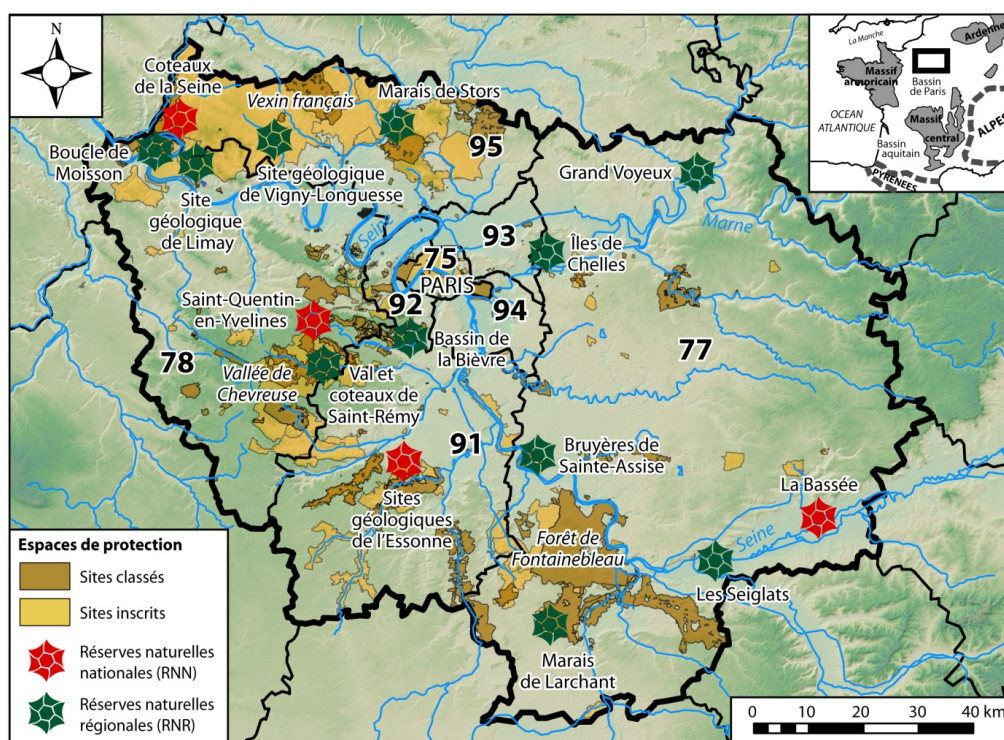 N
Coteaux
de la Seine
Vexin français
Marais de Stors
95
Boucle de
Moisson
Site géologique
de Vigny-Longuesse
Site
géologique
de Limay
Grand Voyeux
Marne
Seine
93
Îles de
Chelles
75
PARIS
92
94
Saint-Quentin-
en-Yvelines
Bassin de
la Bièvre
77
78
Vallée de
Chevreuse
Val et
coteaux de
Saint-Rémy
91
Bruyères de
Sainte-Assise
La Bassée
Sites
géologiques
de l'Essonne
Forêt de
Fontainebleau
Seine
Les Seiglats
Marais
de Larchant
La Manche
Ardenne
Massif
armoricain
Bassin
de Paris
OCEAN
ATLANTIQUE
Massif
central
Bassin
aquitain
ALPES
PYRENEES
Espaces de protection
Sites classés
Sites inscrits
Réserves naturelles
nationales (RNN)
Réserves naturelles
régionales (RNR)
0 10 20 30 40 km